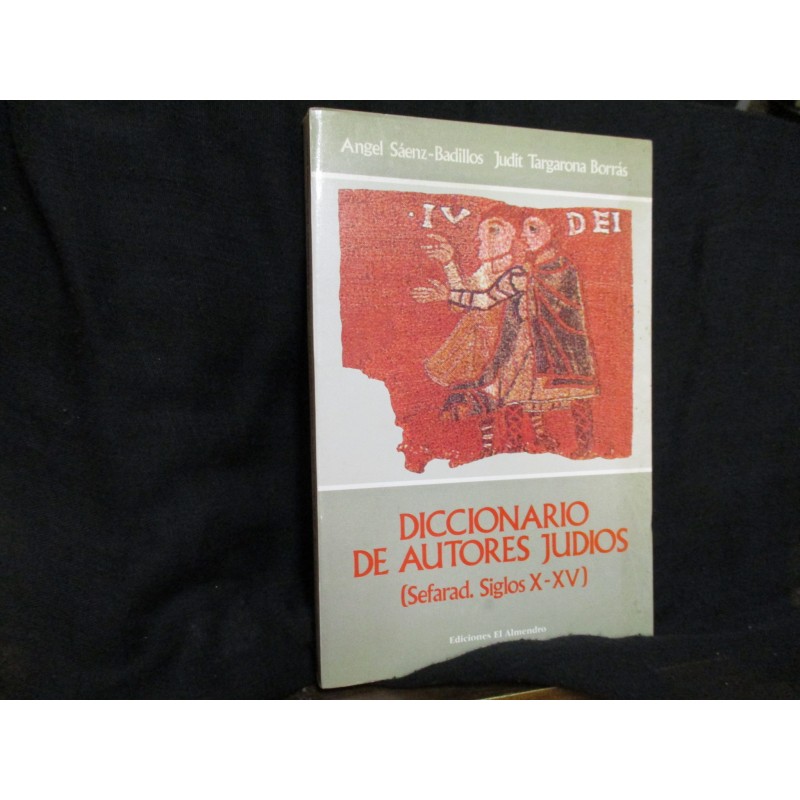 Angel Sáenz-Badillos Judit Targarona Borrás
·IV DEI
DICCIONARIO
DE AUTORES JUDIOS
(Sefarad. Siglos X-XV)
Ediciones El Almendro